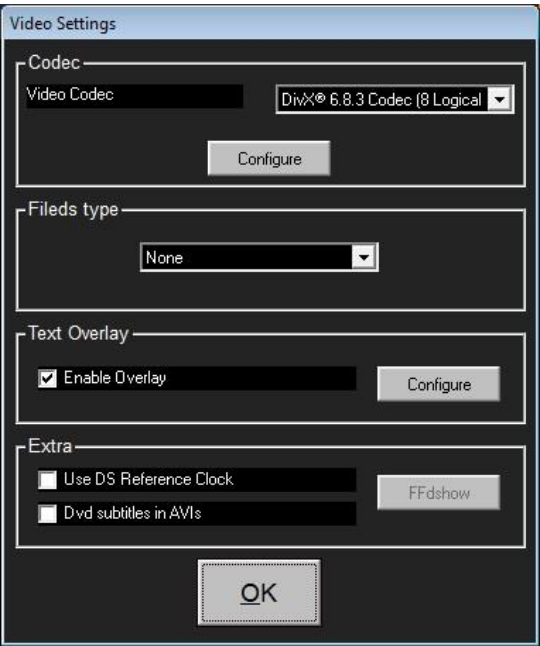 Video Settings
Codec
Video Codec
DivX® 6.8.3 Codec (8 Logical
Configure
Fileds type
None
Text Overlay
Enable Overlay
Configure
Extra
Use DS Reference Clock
FFdshow
Dvd subtitles in AVIs
OK